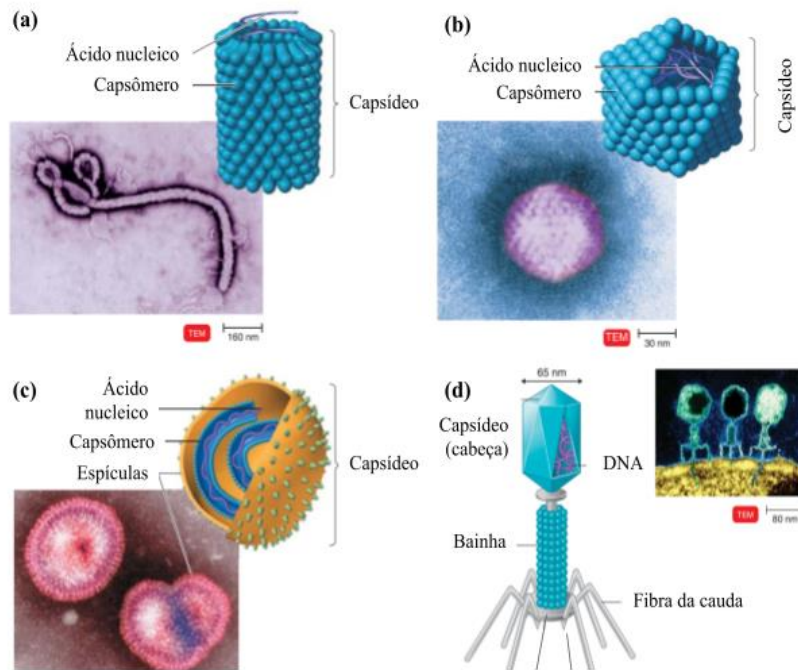 (a)
Ácido nucleico
Capsômero
Capsídeo
TEM
160 nm
(b)
Ácido nucleico
Capsômero
Capsídeo
TEM
30 nm
(c)
Ácido
nucleico
Capsômero
Espículas
Capsídeo
(d)
65 nm
Capsídeo
(cabeça)
DNA
Bainha
Fibra da cauda
TEM
80 nm